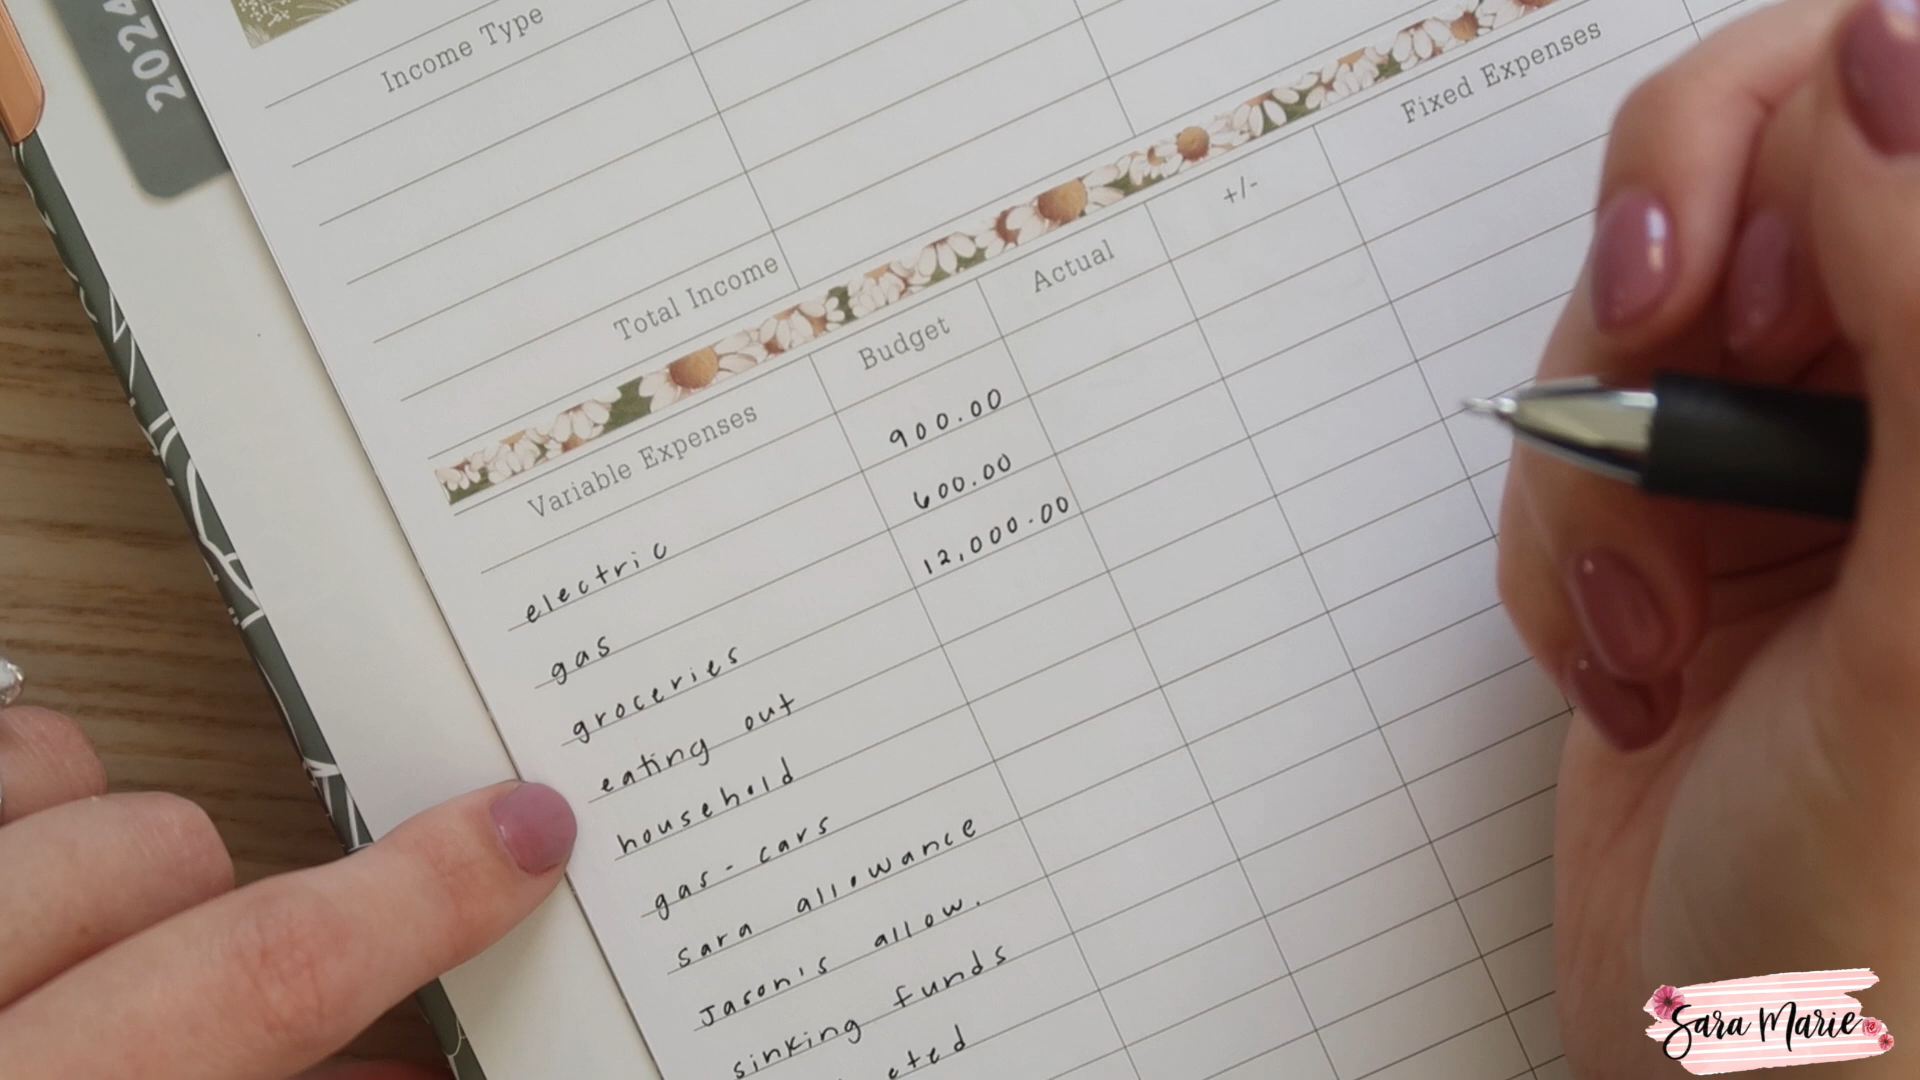 2024
Income Type
Total Income
Variable Expenses Budget Actual +/- Fixed Expenses
electric 900.00
gas 600.00
groceries 12,000.00
eating out
household
gas - cars
sara allowance
Jason's allow.
sinking funds
Sara Marie